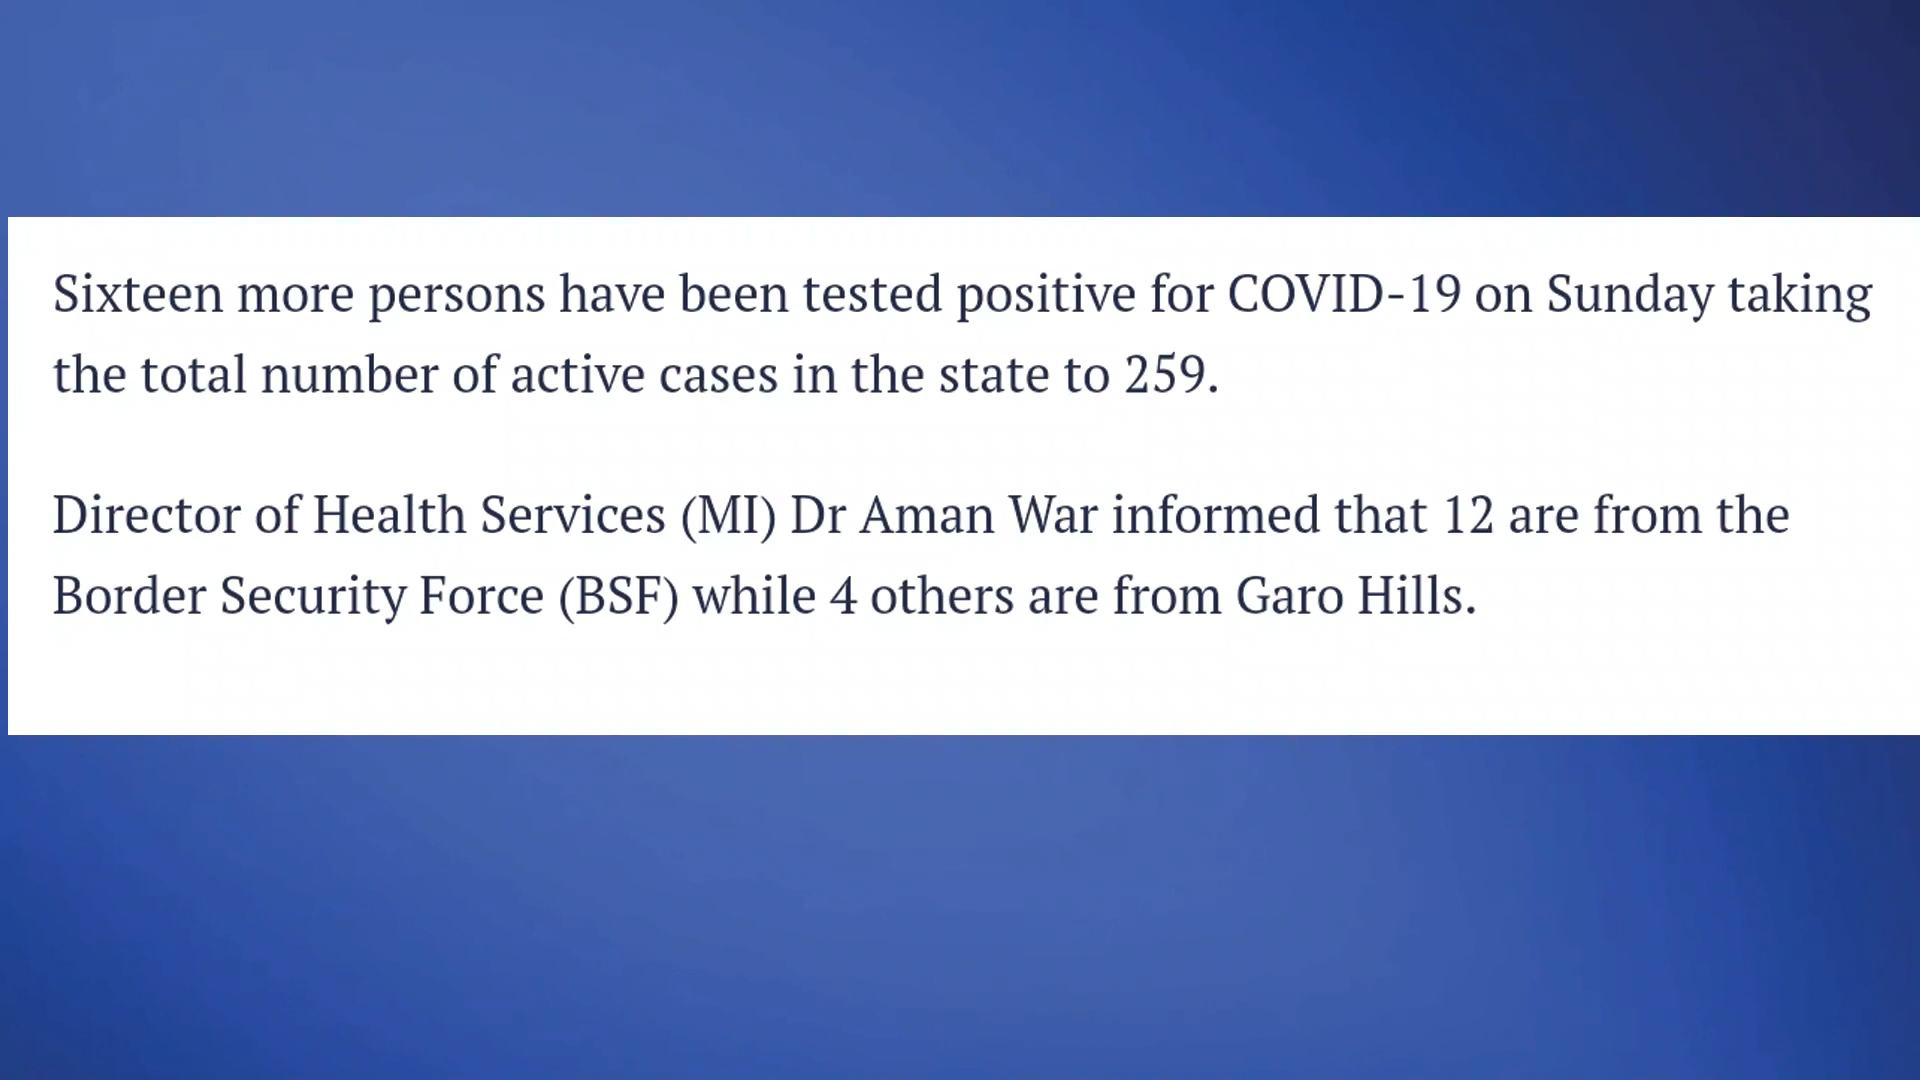 Sixteen more persons have been tested positive for COVID-19 on Sunday taking
the total number of active cases in the state to 259.
Director of Health Services (MI) Dr Aman War informed that 12 are from the
Border Security Force (BSF) while 4 others are from Garo Hills.